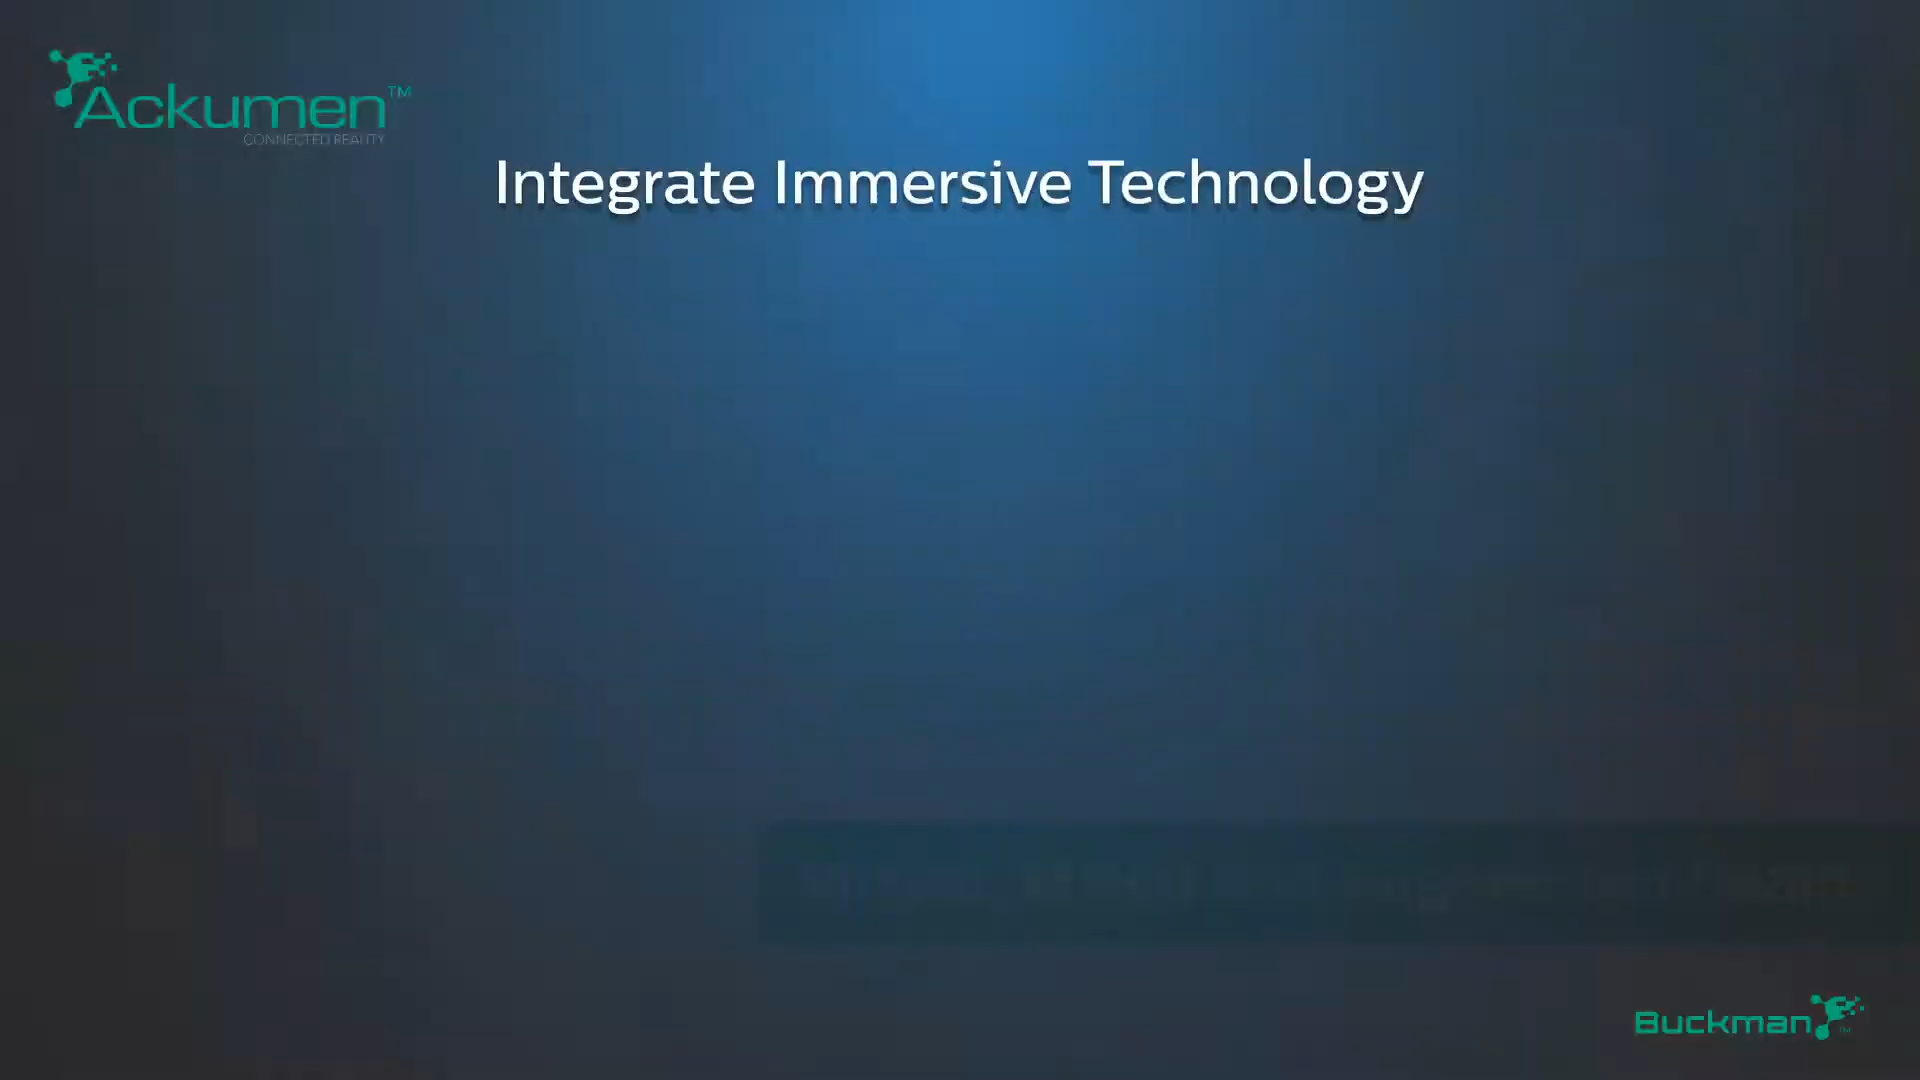 Ackumen™
CONNECTED REALITY
Integrate Immersive Technology
Buckman™